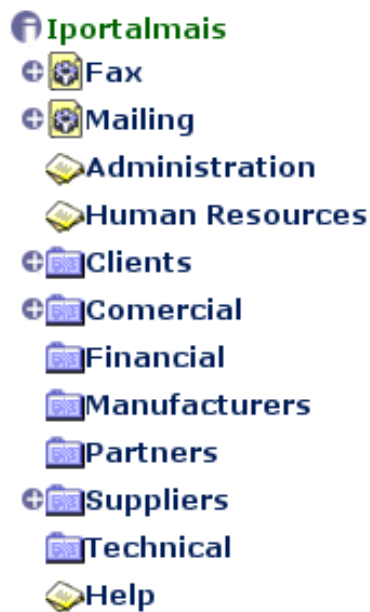 Iportalmais
Fax
Mailing
Administration
Human Resources
Clients
Comercial
Financial
Manufacturers
Partners
Suppliers
Technical
Help